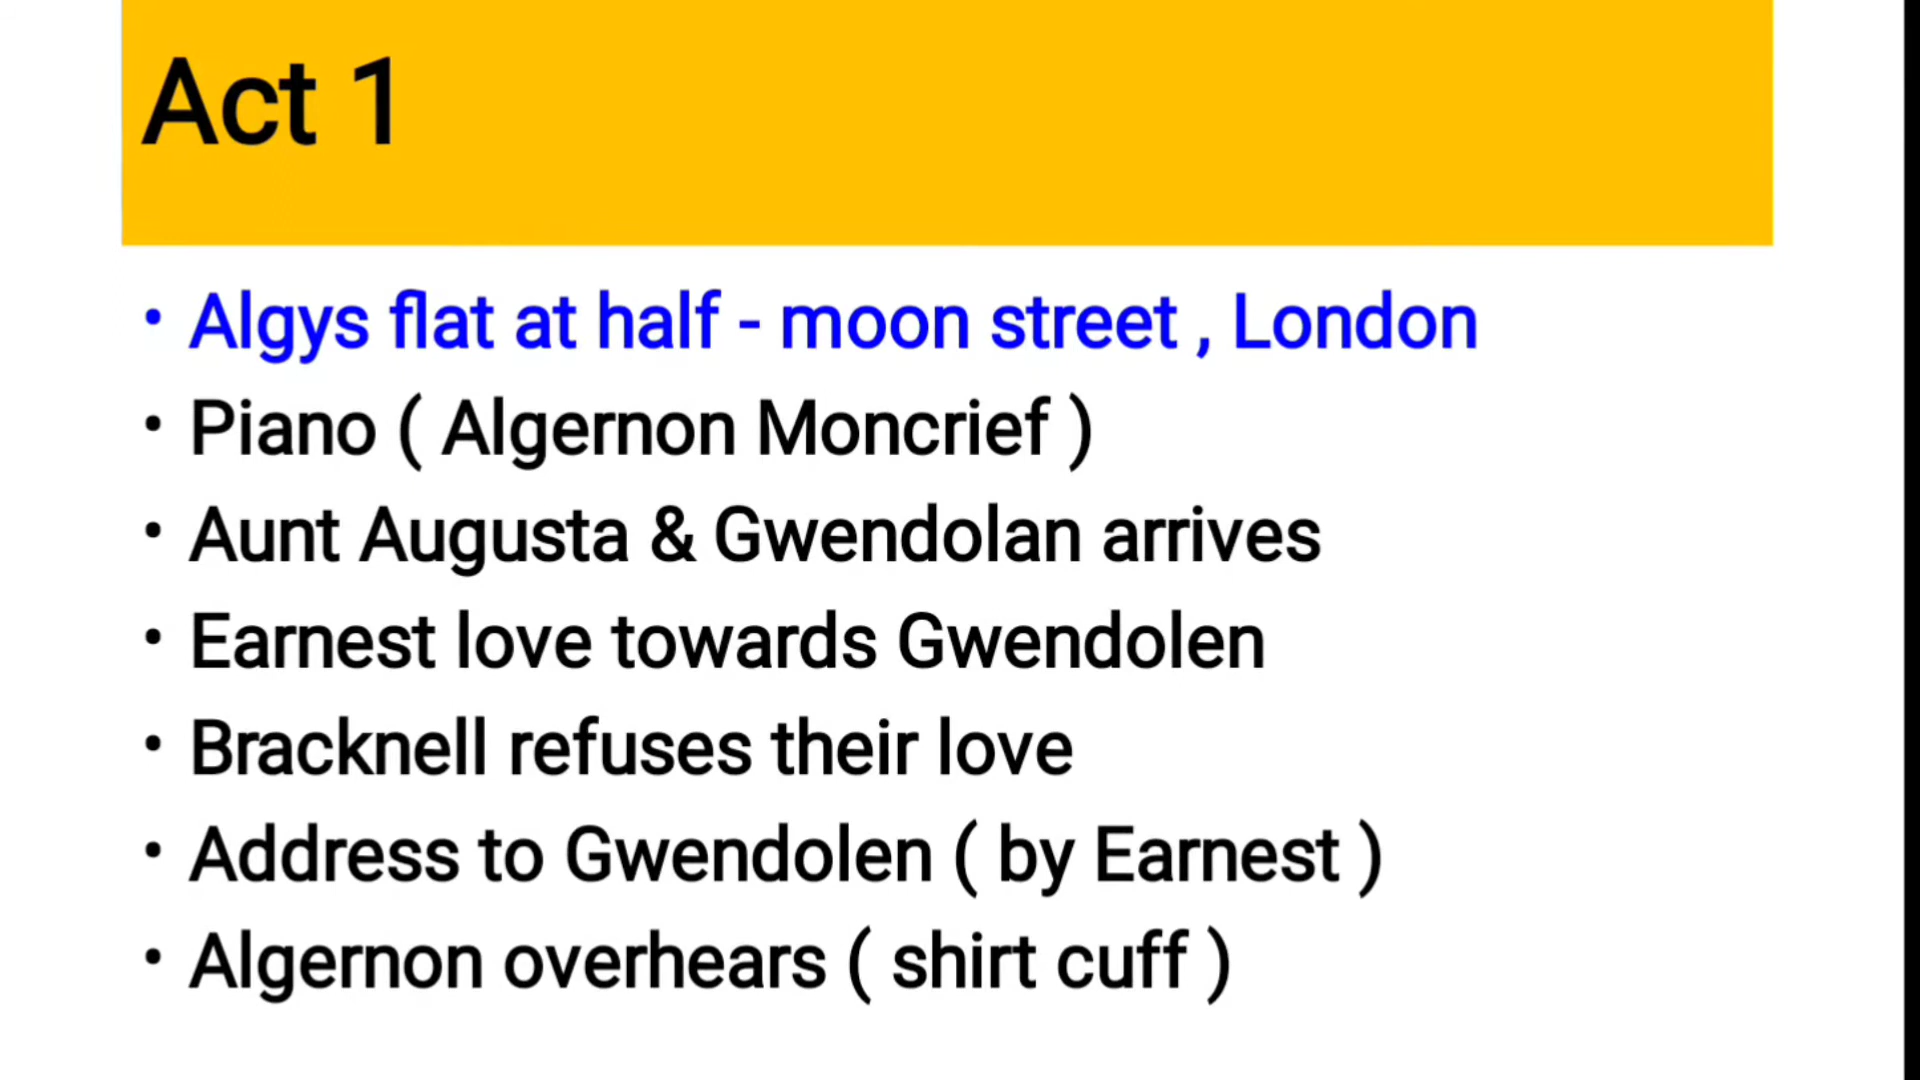 Act 1
• Algys flat at half - moon street , London
• Piano ( Algernon Moncrief )
• Aunt Augusta & Gwendolan arrives
• Earnest love towards Gwendolen
• Bracknell refuses their love
• Address to Gwendolen ( by Earnest )
• Algernon overhears ( shirt cuff )